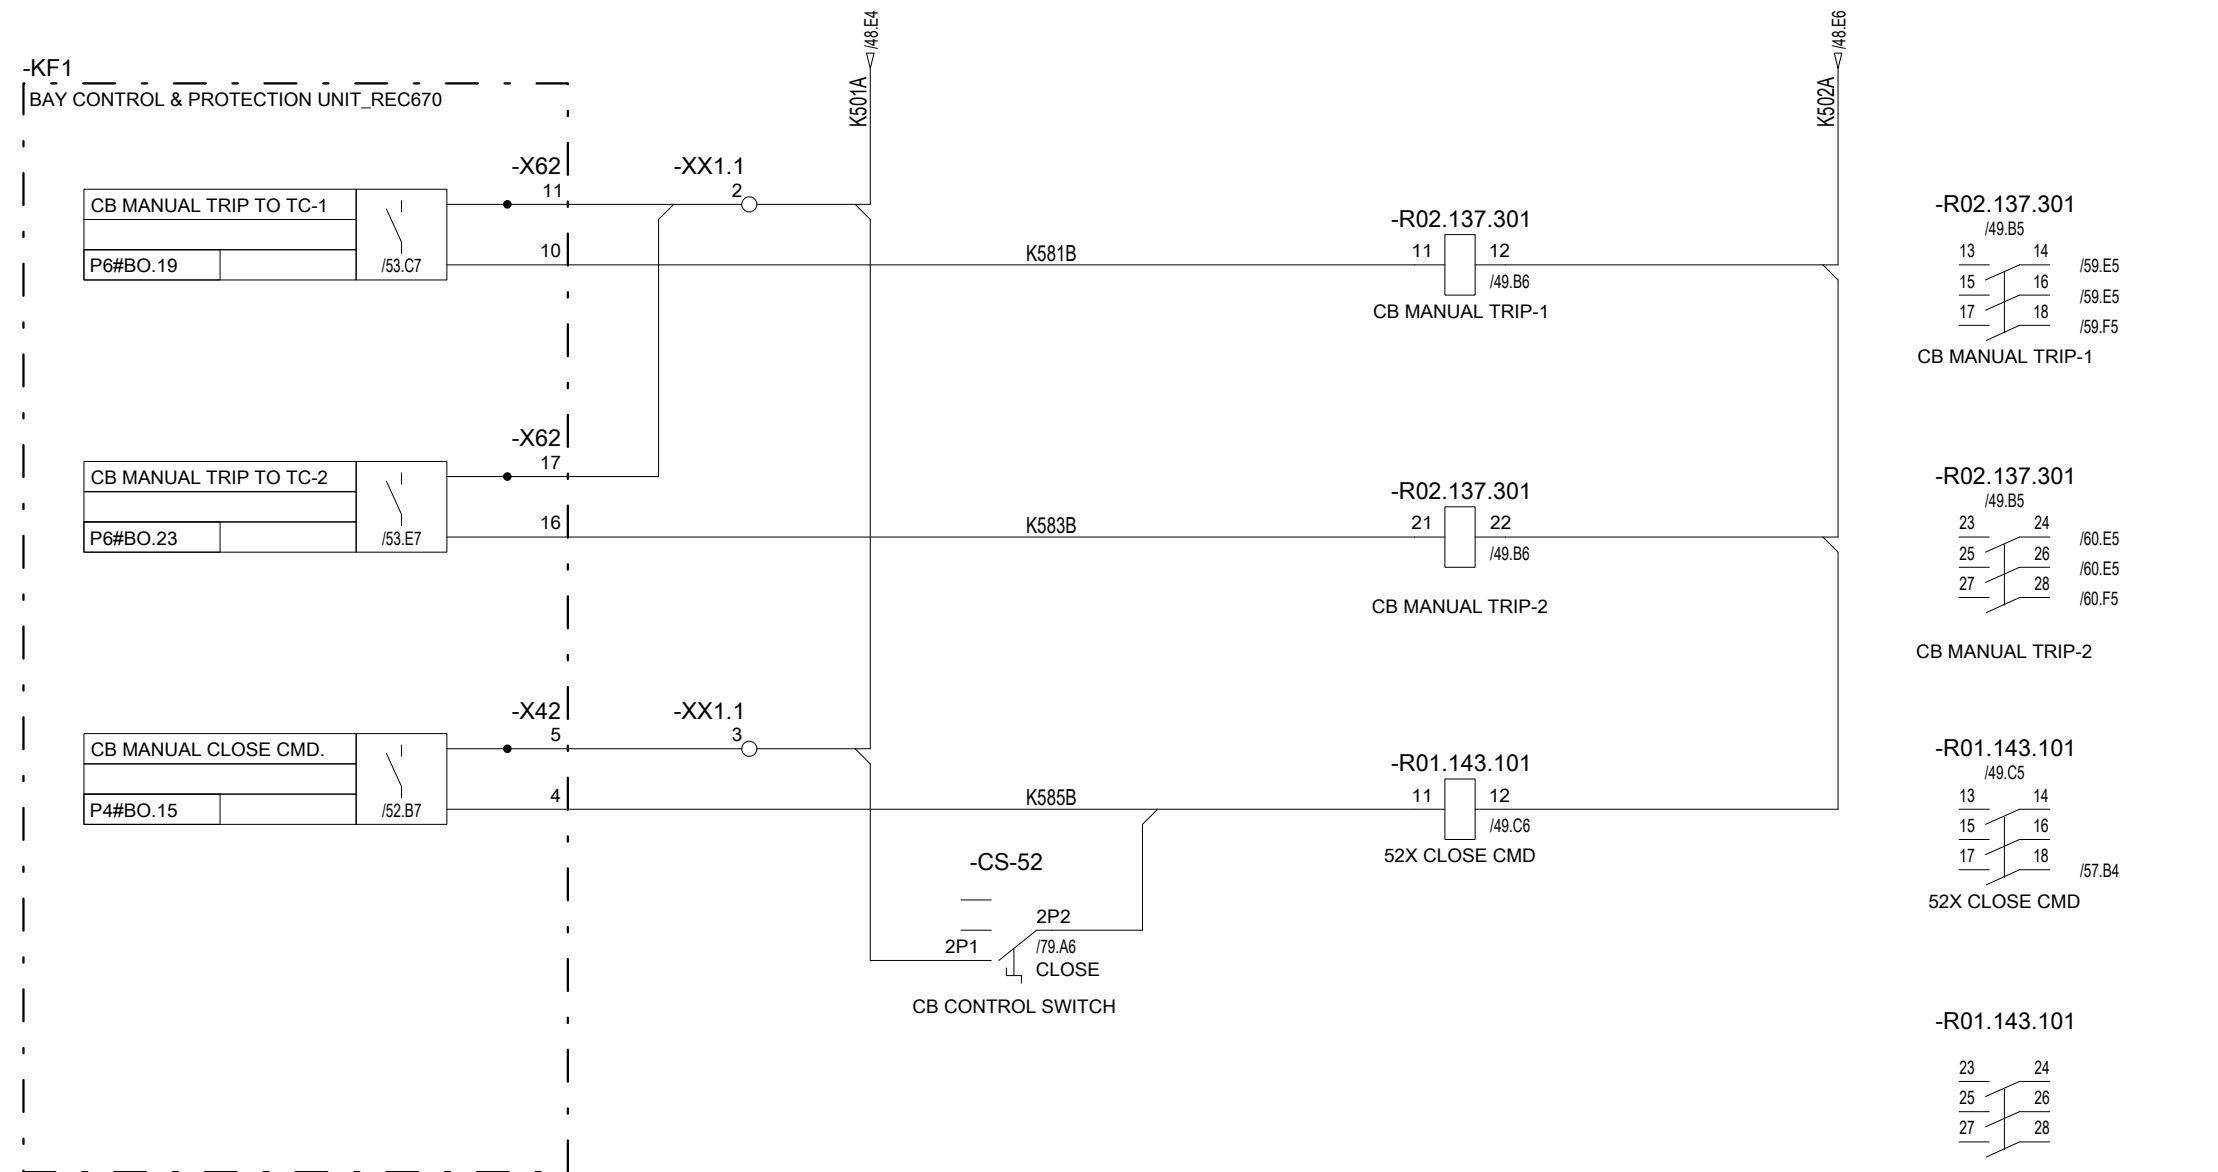 /48.E4
/48.E6
-KF1
BAY CONTROL & PROTECTION UNIT_REC670
K501A
K502A
-X62
-XX1.1
11
2
CB MANUAL TRIP TO TC-1
P6#BO.19
/53.C7
10
K581B
-R02.137.301
11
12
/49.B6
CB MANUAL TRIP-1
-R02.137.301
/49.B5
13
14
/59.E5
15
16
/59.E5
17
18
/59.F5
CB MANUAL TRIP-1
-X62
17
CB MANUAL TRIP TO TC-2
P6#BO.23
/53.E7
16
K583B
-R02.137.301
21
22
/49.B6
CB MANUAL TRIP-2
-R02.137.301
/49.B5
23
24
/60.E5
25
26
/60.E5
27
28
/60.F5
CB MANUAL TRIP-2
-X42
-XX1.1
5
3
CB MANUAL CLOSE CMD.
P4#BO.15
/52.B7
4
K585B
-R01.143.101
11
12
/49.C6
52X CLOSE CMD
-R01.143.101
/49.C5
13
14
15
16
17
18
/57.B4
52X CLOSE CMD
-CS-52
2P2
2P1
/79.A6
CLOSE
CB CONTROL SWITCH
-R01.143.101
23
24
25
26
27
28